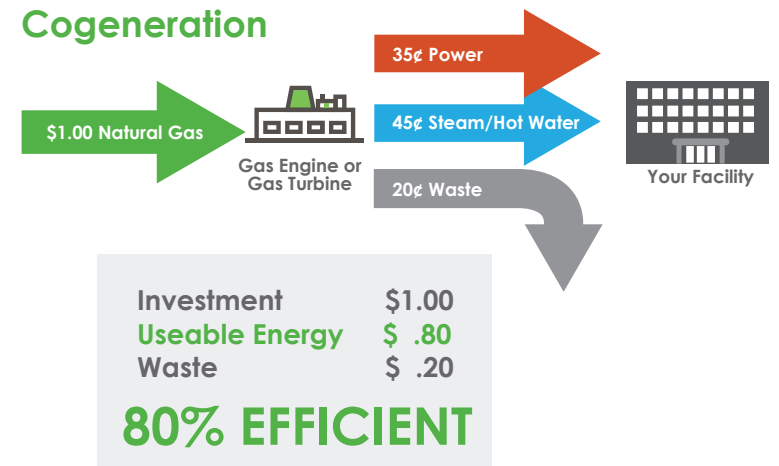 Cogeneration
$1.00 Natural Gas
Gas Engine or
Gas Turbine
35¢ Power
45¢ Steam/Hot Water
20¢ Waste
Your Facility
Investment $1.00
Useable Energy $ .80
Waste $ .20
80% EFFICIENT